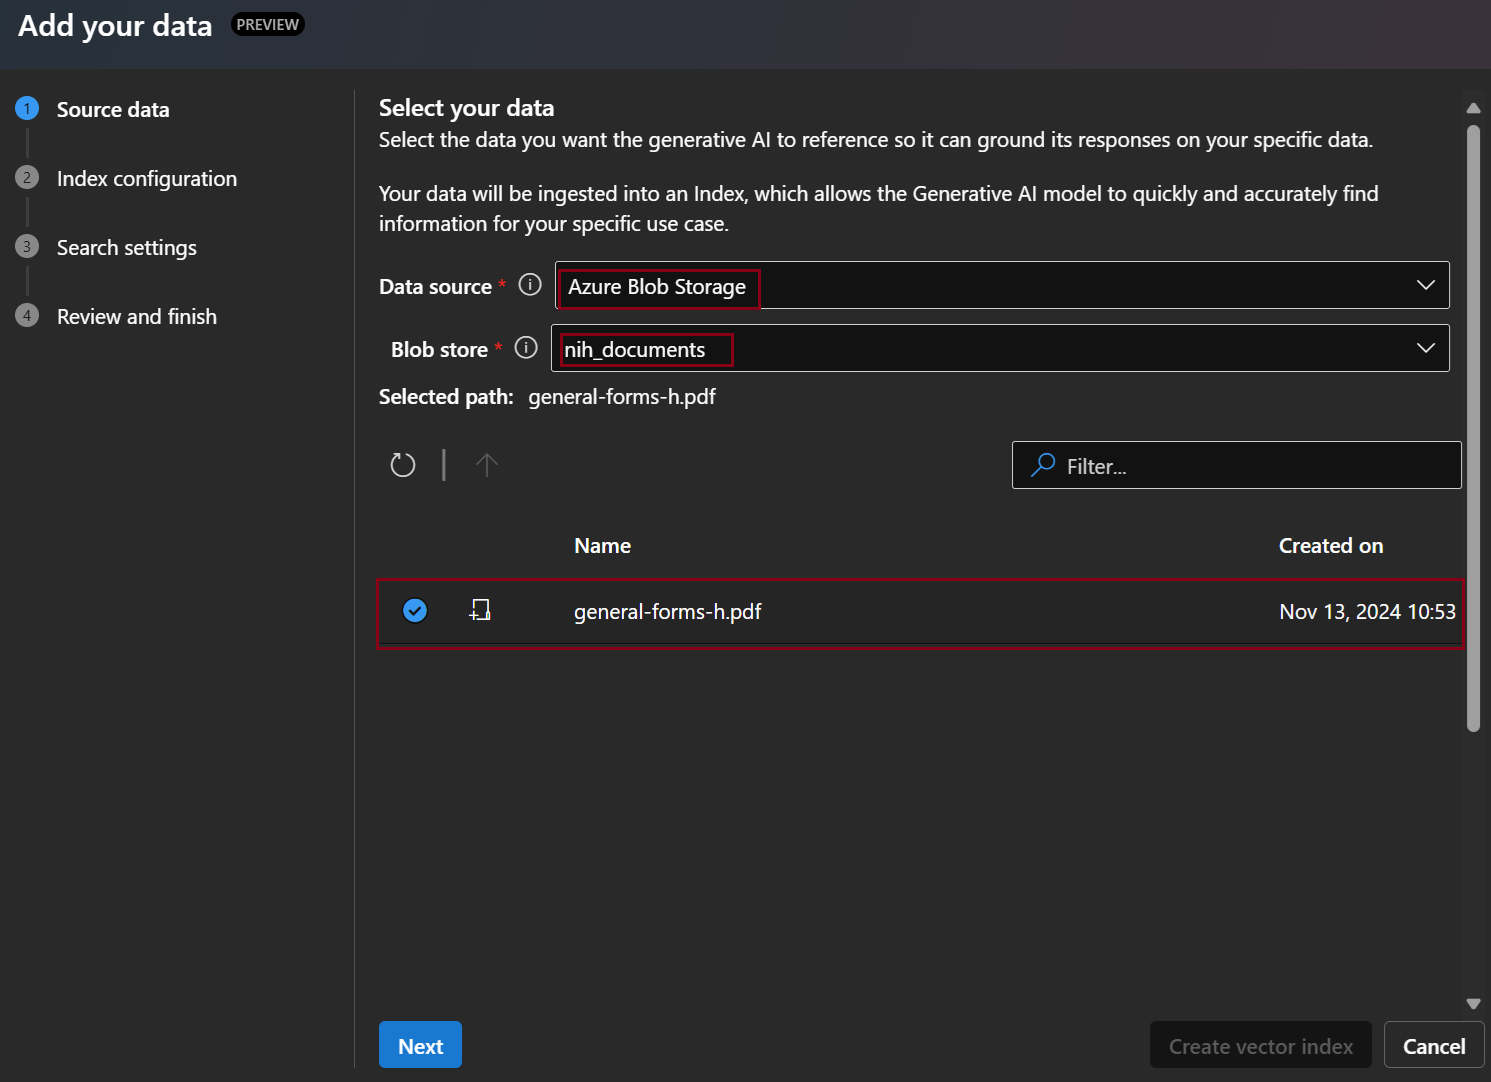 Add your data PREVIEW
1 Source data
2 Index configuration
3 Search settings
4 Review and finish
Select your data
Select the data you want the generative AI to reference so it can ground its responses on your specific data.
Your data will be ingested into an Index, which allows the Generative AI model to quickly and accurately find
information for your specific use case.
Data source * Azure Blob Storage
Blob store * nih_documents
Selected path: general-forms-h.pdf
Filter...
Name Created on
general-forms-h.pdf Nov 13, 2024 10:53
Next Create vector index Cancel